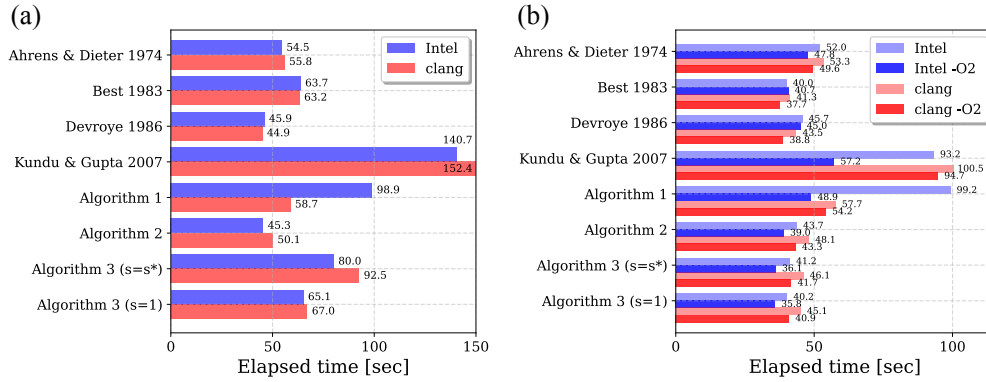 (a)
Intel
clang
Ahrens & Dieter 1974
54.5
55.8
Best 1983
63.7
63.2
Devroye 1986
45.9
44.9
Kundu & Gupta 2007
140.7
152.4
Algorithm 1
98.9
58.7
Algorithm 2
45.3
50.1
Algorithm 3 (s=s*)
80.0
92.5
Algorithm 3 (s=1)
65.1
67.0
0 50 100 150
Elapsed time [sec]
(b)
Intel
Intel -O2
clang
clang -O2
Ahrens & Dieter 1974
52.0
47.8
53.3
49.6
Best 1983
40.0
40.7
41.3
37.7
Devroye 1986
45.7
45.0
43.5
38.8
Kundu & Gupta 2007
93.2
57.2
100.5
94.7
Algorithm 1
99.2
48.9
57.7
54.2
Algorithm 2
43.7
39.0
48.1
43.3
Algorithm 3 (s=s*)
41.2
36.1
46.1
41.7
Algorithm 3 (s=1)
40.2
35.8
45.1
40.9
0 50 100
Elapsed time [sec]